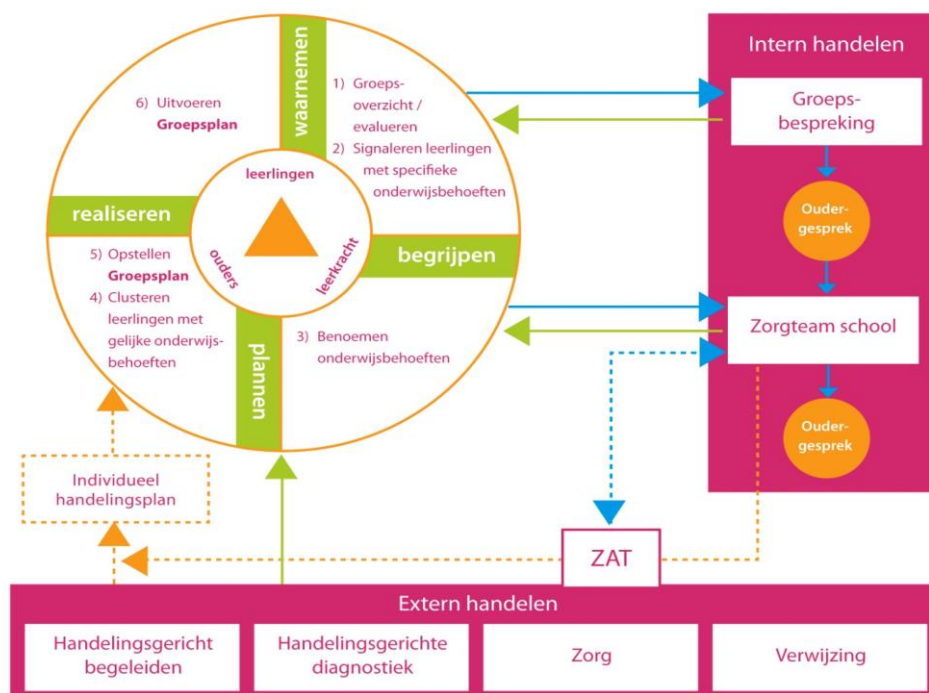 waarnemen
1) Groeps-
overzicht /
evalueren
2) Signaleren leerlingen
met specifieke
onderwijsbehoeften
begrijpen
3) Benoemen
onderwijsbehoeften
plannen
5) Opstellen
Groepsplan
4) Clusteren
leerlingen met
gelijke onderwijs-
behoeften
realiseren
6) Uitvoeren
Groepsplan
leerlingen
ouders
leerkracht
Intern handelen
Groeps-
bespreking
Ouder-
gesprek
Zorgteam school
Ouder-
gesprek
Individueel
handelingsplan
ZAT
Extern handelen
Handelingsgericht
begeleiden
Handelingsgerichte
diagnostiek
Zorg
Verwijzing